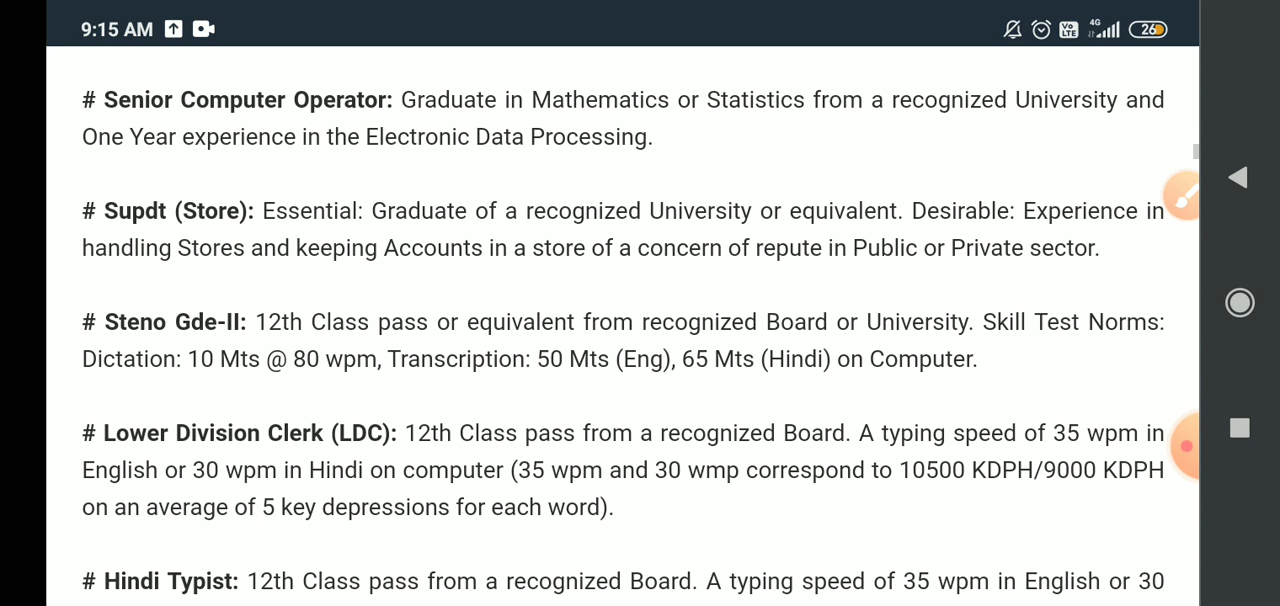 9:15 AM
Vo LTE 4G 26
# Senior Computer Operator: Graduate in Mathematics or Statistics from a recognized University and
One Year experience in the Electronic Data Processing.
# Supdt (Store): Essential: Graduate of a recognized University or equivalent. Desirable: Experience in
handling Stores and keeping Accounts in a store of a concern of repute in Public or Private sector.
# Steno Gde-II: 12th Class pass or equivalent from recognized Board or University. Skill Test Norms:
Dictation: 10 Mts @ 80 wpm, Transcription: 50 Mts (Eng), 65 Mts (Hindi) on Computer.
# Lower Division Clerk (LDC): 12th Class pass from a recognized Board. A typing speed of 35 wpm in
English or 30 wpm in Hindi on computer (35 wpm and 30 wmp correspond to 10500 KDPH/9000 KDPH
on an average of 5 key depressions for each word).
# Hindi Typist: 12th Class pass from a recognized Board. A typing speed of 35 wpm in English or 30